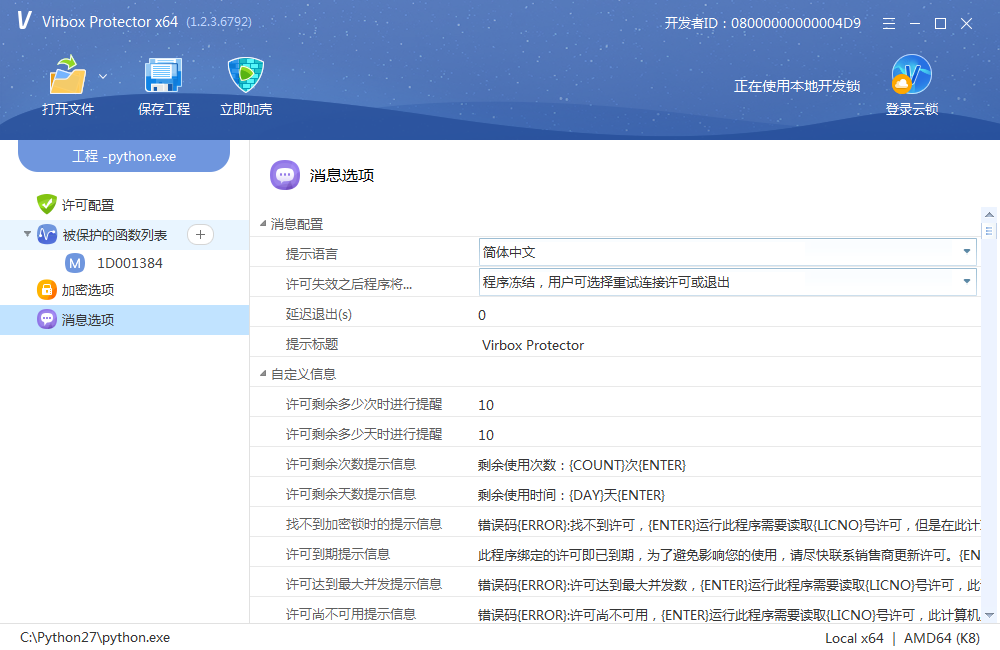 Virbox Protector x64 (1.2.3.6792) 开发者ID：08000000000004D9
打开文件 保存工程 立即加壳 正在使用本地开发锁 登录云锁
工程 -python.exe
许可配置
被保护的函数列表
M 1D001384
加密选项
消息选项
消息选项
消息配置
提示语言 简体中文
许可失效之后程序将... 程序冻结，用户可选择重试连接许可或退出
延迟退出(s) 0
提示标题 Virbox Protector
自定义信息
许可剩余多少次时进行提醒 10
许可剩余多少天时进行提醒 10
许可剩余次数提示信息 剩余使用次数：{COUNT}次{ENTER}
许可剩余天数提示信息 剩余使用时间：{DAY}天{ENTER}
找不到加密锁时的提示信息 错误码{ERROR}:找不到许可，{ENTER}运行此程序需要读取{LICNO}号许可，但是在此计
许可到期提示信息 此程序绑定的许可即已到期，为了避免影响您的使用，请尽快联系销售商更新许可。{EN
许可达到最大并发提示信息 错误码{ERROR}:许可达到最大并发数，{ENTER}运行此程序需要读取{LICNO}号许可，此
许可尚不可用提示信息 错误码{ERROR}:许可尚不可用，{ENTER}运行此程序需要读取{LICNO}号许可，此计算机
C:\Python27\python.exe Local x64 | AMD64 (K8)